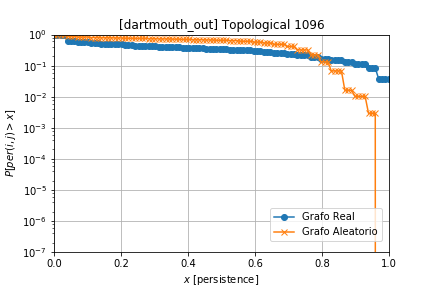 [dartmouth_out] Topological 1096
P[per(i, j) > x]
10^0
10^-1
10^-2
10^-3
10^-4
10^-5
10^-6
10^-7
Grafo Real
Grafo Aleatorio
0.0 0.2 0.4 0.6 0.8 1.0
x [persistence]